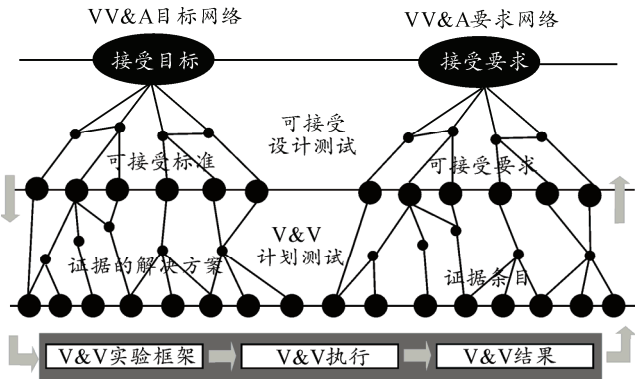 VV&A目标网络
VV&A要求网络
接受目标
接受要求
可接受
设计测试
可接受标准
可接受要求
V&V
计划测试
证据的解决方案
证据条目
V&V实验框架
V&V执行
V&V结果